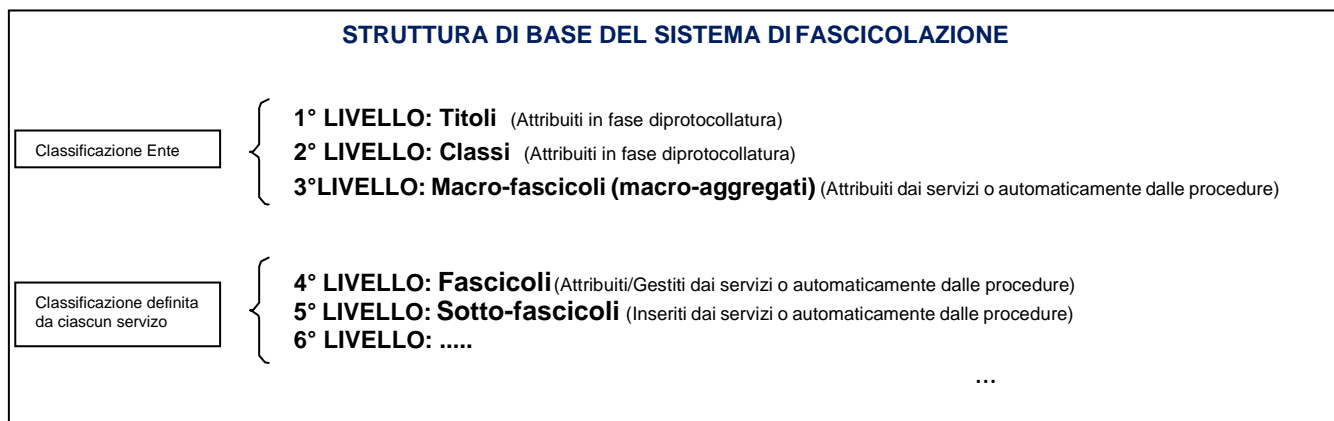 STRUTTURA DI BASE DEL SISTEMA DI FASCICOLAZIONE
Classificazione Ente
1° LIVELLO: Titoli (Attribuiti in fase diprotocollatura)
2° LIVELLO: Classi (Attribuiti in fase diprotocollatura)
3°LIVELLO: Macro-fascicoli (macro-aggregati) (Attribuiti dai servizi o automaticamente dalle procedure)
Classificazione definita
da ciascun servizo
4° LIVELLO: Fascicoli (Attribuiti/Gestiti dai servizi o automaticamente dalle procedure)
5° LIVELLO: Sotto-fascicoli (Inseriti dai servizi o automaticamente dalle procedure)
6° LIVELLO: .....
...